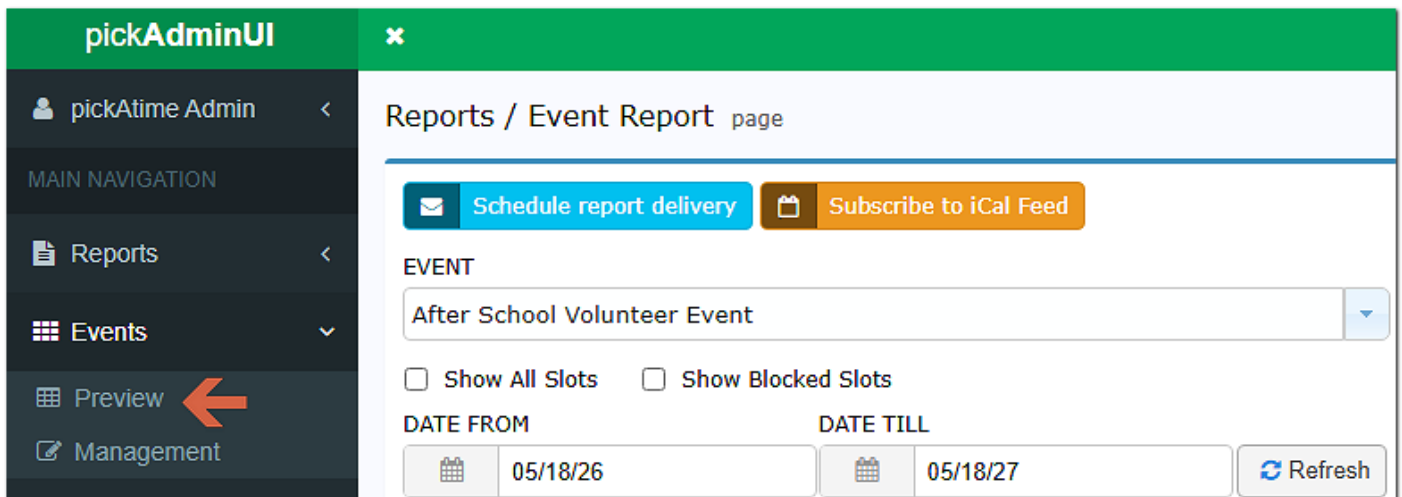 pickAdminUI
pickAtime Admin
MAIN NAVIGATION
Reports
Events
Preview
Management
Reports / Event Report page
Schedule report delivery
Subscribe to iCal Feed
EVENT
After School Volunteer Event
Show All Slots
Show Blocked Slots
DATE FROM
DATE TILL
05/18/26
05/18/27
Refresh